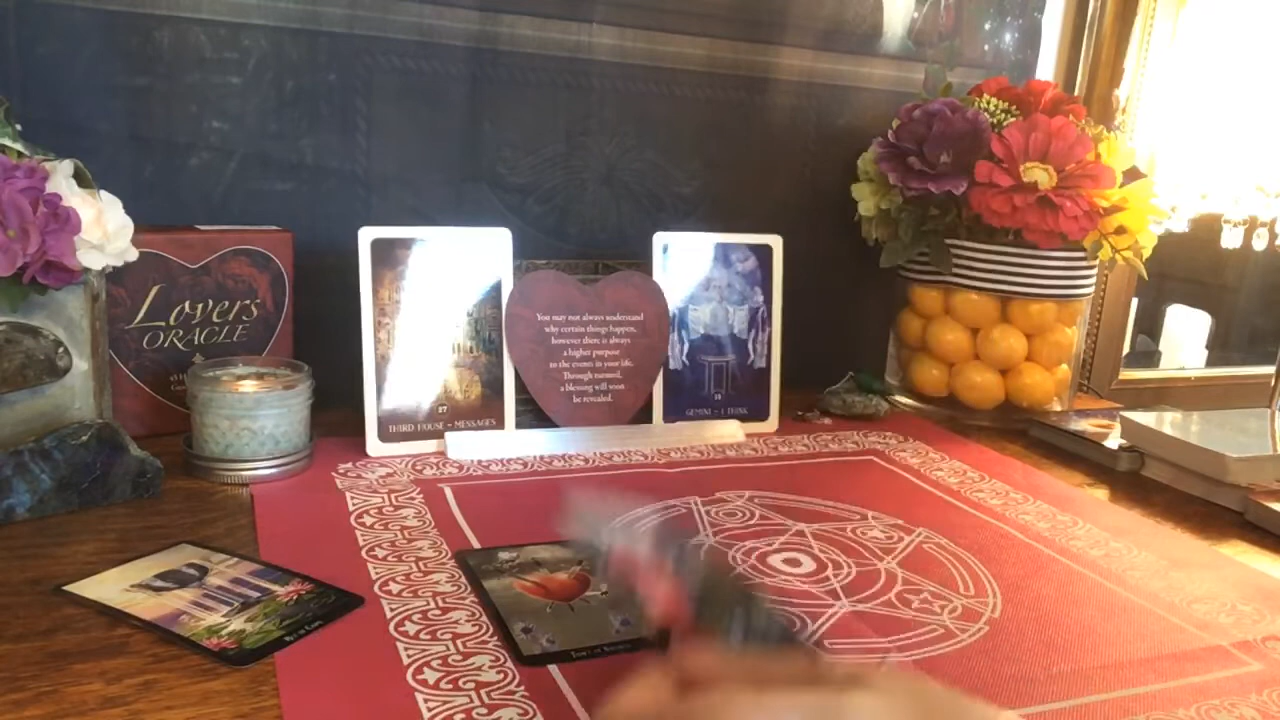 Lovers
ORACLE
27
THIRD HOUSE ~ MESSAGES
You may not always understand
why certain things happen,
however there is always
a higher purpose
to the events in your life.
Through turmoil,
a blessing will soon
be revealed.
GEMINI ~ I THINK